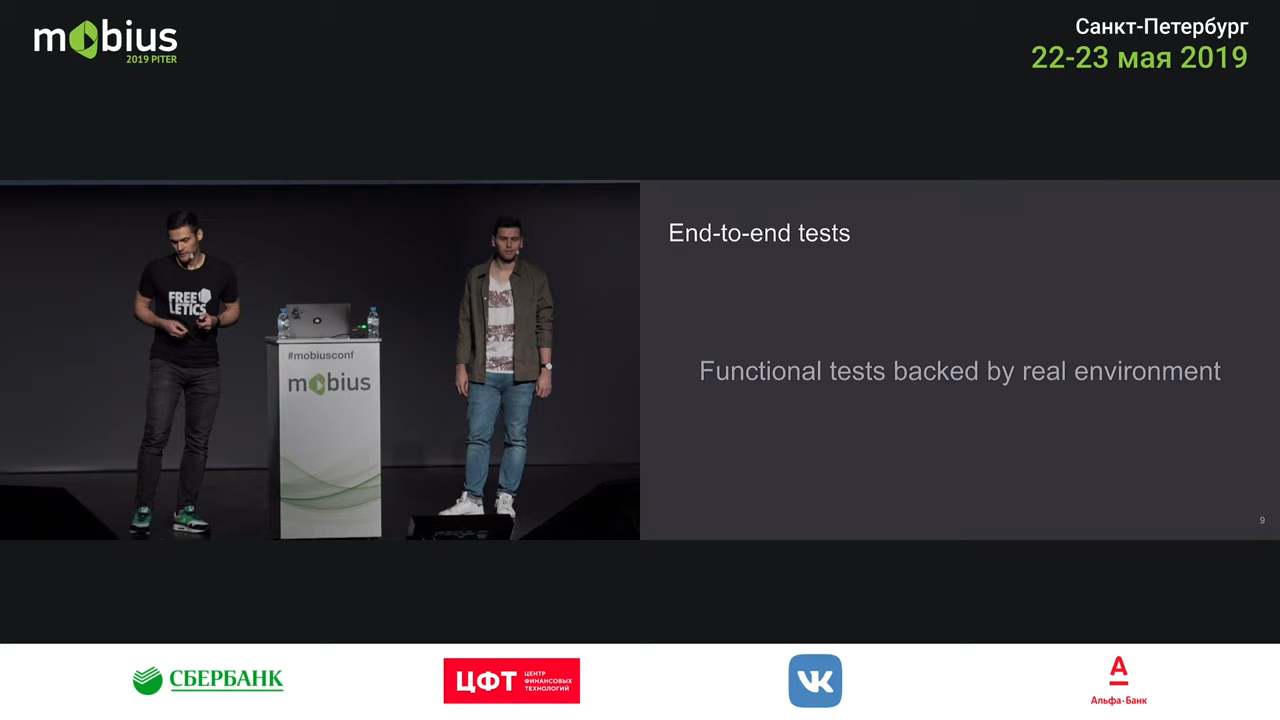 mobius
2019 PITER
Санкт-Петербург
22-23 мая 2019
FREE
LETICS
#mobiusconf
mobius
End-to-end tests
Functional tests backed by real environment
9
СБЕРБАНК
ЦФТ
ЦЕНТР
ФИНАНСОВЫХ
ТЕХНОЛОГИЙ
VK
А
Альфа·Банк